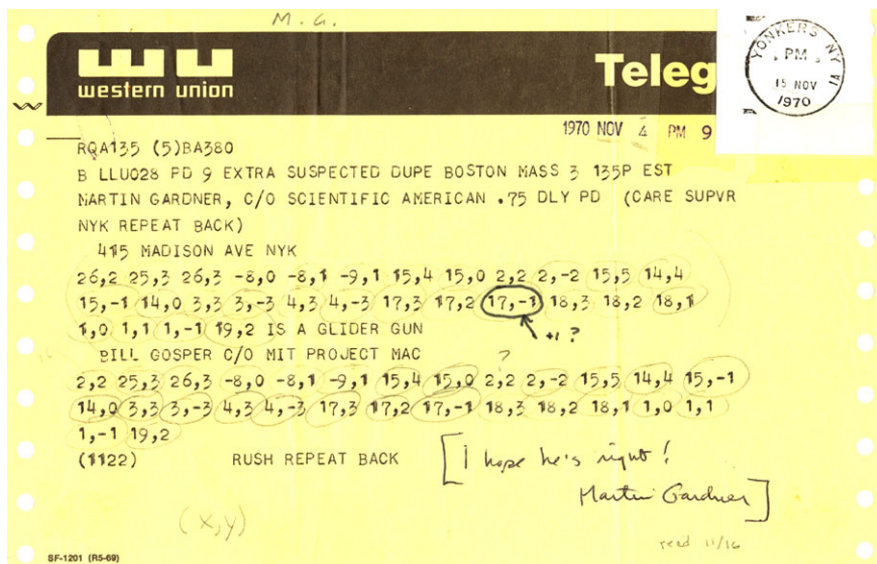 M. G.
western union
Teleg
YONKERS NY
PM
15 NOV
1970
1970 NOV 4 PM 9
RQA135 (5)BA380
B LLU028 PD 9 EXTRA SUSPECTED DUPE BOSTON MASS 3 135P EST
MARTIN GARDNER, C/O SCIENTIFIC AMERICAN .75 DLY PD (CARE SUPVR
NYK REPEAT BACK)
415 MADISON AVE NYK
26,2 25,3 26,3 -8,0 -8,1 -9,1 15,4 15,0 2,2 2,-2 15,5 14,4
15,-1 14,0 3,3 3,-3 4,3 4,-3 17,3 17,2 17,-1 18,3 18,2 18,1
1,0 1,1 1,-1 19,2 IS A GLIDER GUN
+1 ?
BILL GOSPER C/O MIT PROJECT MAC
?
2,2 25,3 26,3 -8,0 -8,1 -9,1 15,4 15,0 2,2 2,-2 15,5 14,4 15,-1
14,0 3,3 3,-3 4,3 4,-3 17,3 17,2 17,-1 18,3 18,2 18,1 1,0 1,1
1,-1 19,2
(1122) RUSH REPEAT BACK
[I hope he's right!
Martin Gardner]
(x,y)
recd 11/16
SF-1201 (R5-69)